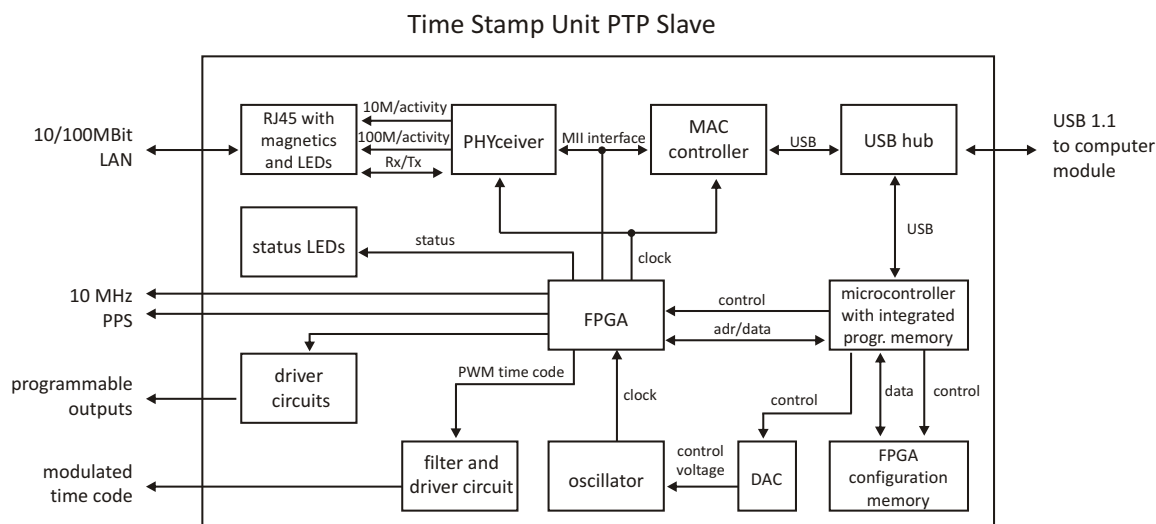 Time Stamp Unit PTP Slave
10/100MBit
LAN
RJ45 with
magnetics
and LEDs
10M/activity
100M/activity
Rx/Tx
PHYceiver
MII interface
MAC
controller
USB
USB hub
USB 1.1
to computer
module
status LEDs
status
clock
USB
10 MHz
PPS
FPGA
control
adr/data
microcontroller
with integrated
progr. memory
programmable
outputs
driver
circuits
PWM time code
clock
control
data
control
modulated
time code
filter and
driver circuit
oscillator
control
voltage
DAC
FPGA
configuration
memory